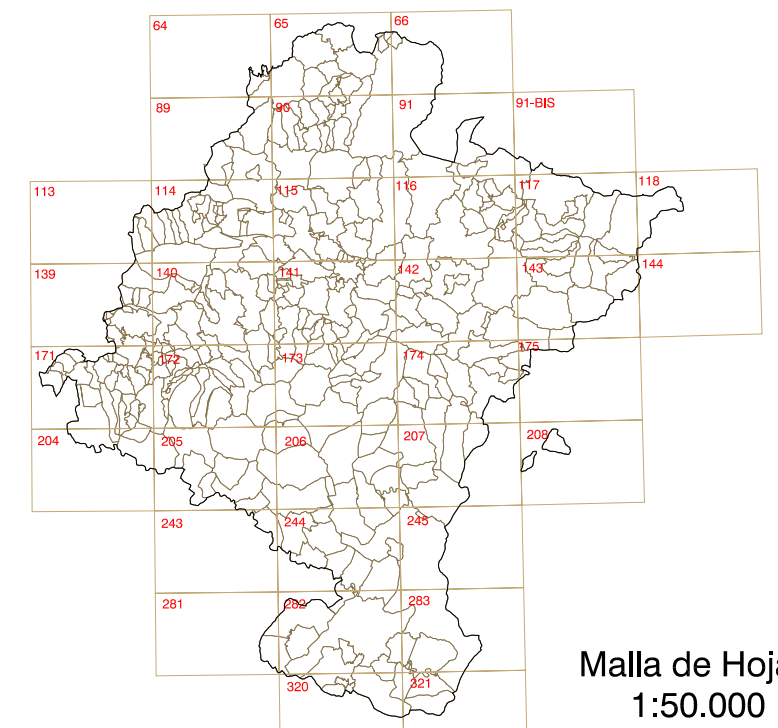 64 65 66
89 90 91 91-BIS
113 114 115 116 117 118
139 140 141 142 143 144
171 172 173 174 175
204 205 206 207 208
243 244 245
281 282 283
320 321
Malla de Hoja
1:50.000